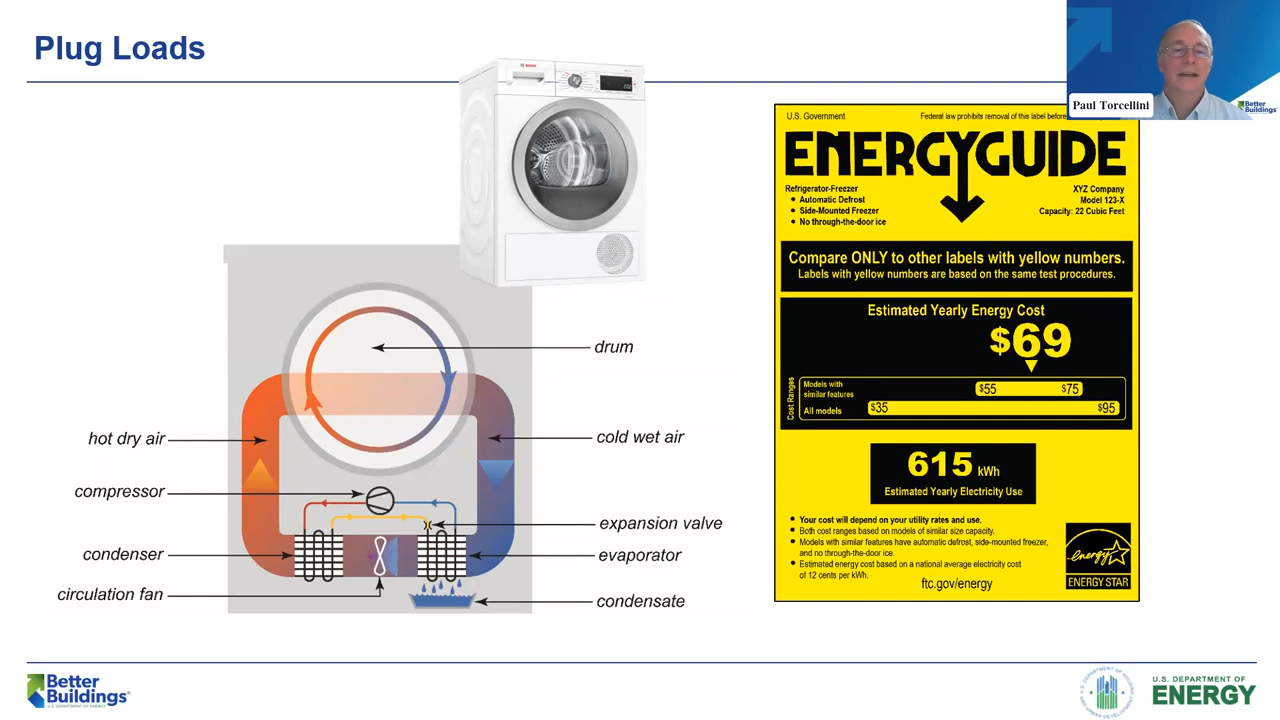 Plug Loads
Paul Torcellini
Better
Buildings®
BOSCH
drum
hot dry air
cold wet air
compressor
expansion valve
condenser
evaporator
circulation fan
condensate
U.S. Government
Federal law prohibits removal of this label before
ENERGYGUIDE
Refrigerator-Freezer
• Automatic Defrost
• Side-Mounted Freezer
• No through-the-door ice
XYZ Company
Model 123-X
Capacity: 22 Cubic Feet
Compare ONLY to other labels with yellow numbers.
Labels with yellow numbers are based on the same test procedures.
Estimated Yearly Energy Cost
$69
Cost Ranges
Models with
similar features
$55 $75
All models
$35 $95
615 kWh
Estimated Yearly Electricity Use
• Your cost will depend on your utility rates and use.
• Both cost ranges based on models of similar size capacity.
• Models with similar features have automatic defrost, side-mounted freezer,
and no through-the-door ice.
• Estimated energy cost based on a national average electricity cost
of 12 cents per kWh.
ftc.gov/energy
energy
ENERGY STAR
Better
Buildings®
U.S. DEPARTMENT OF ENERGY
U.S. DEPARTMENT OF
ENERGY